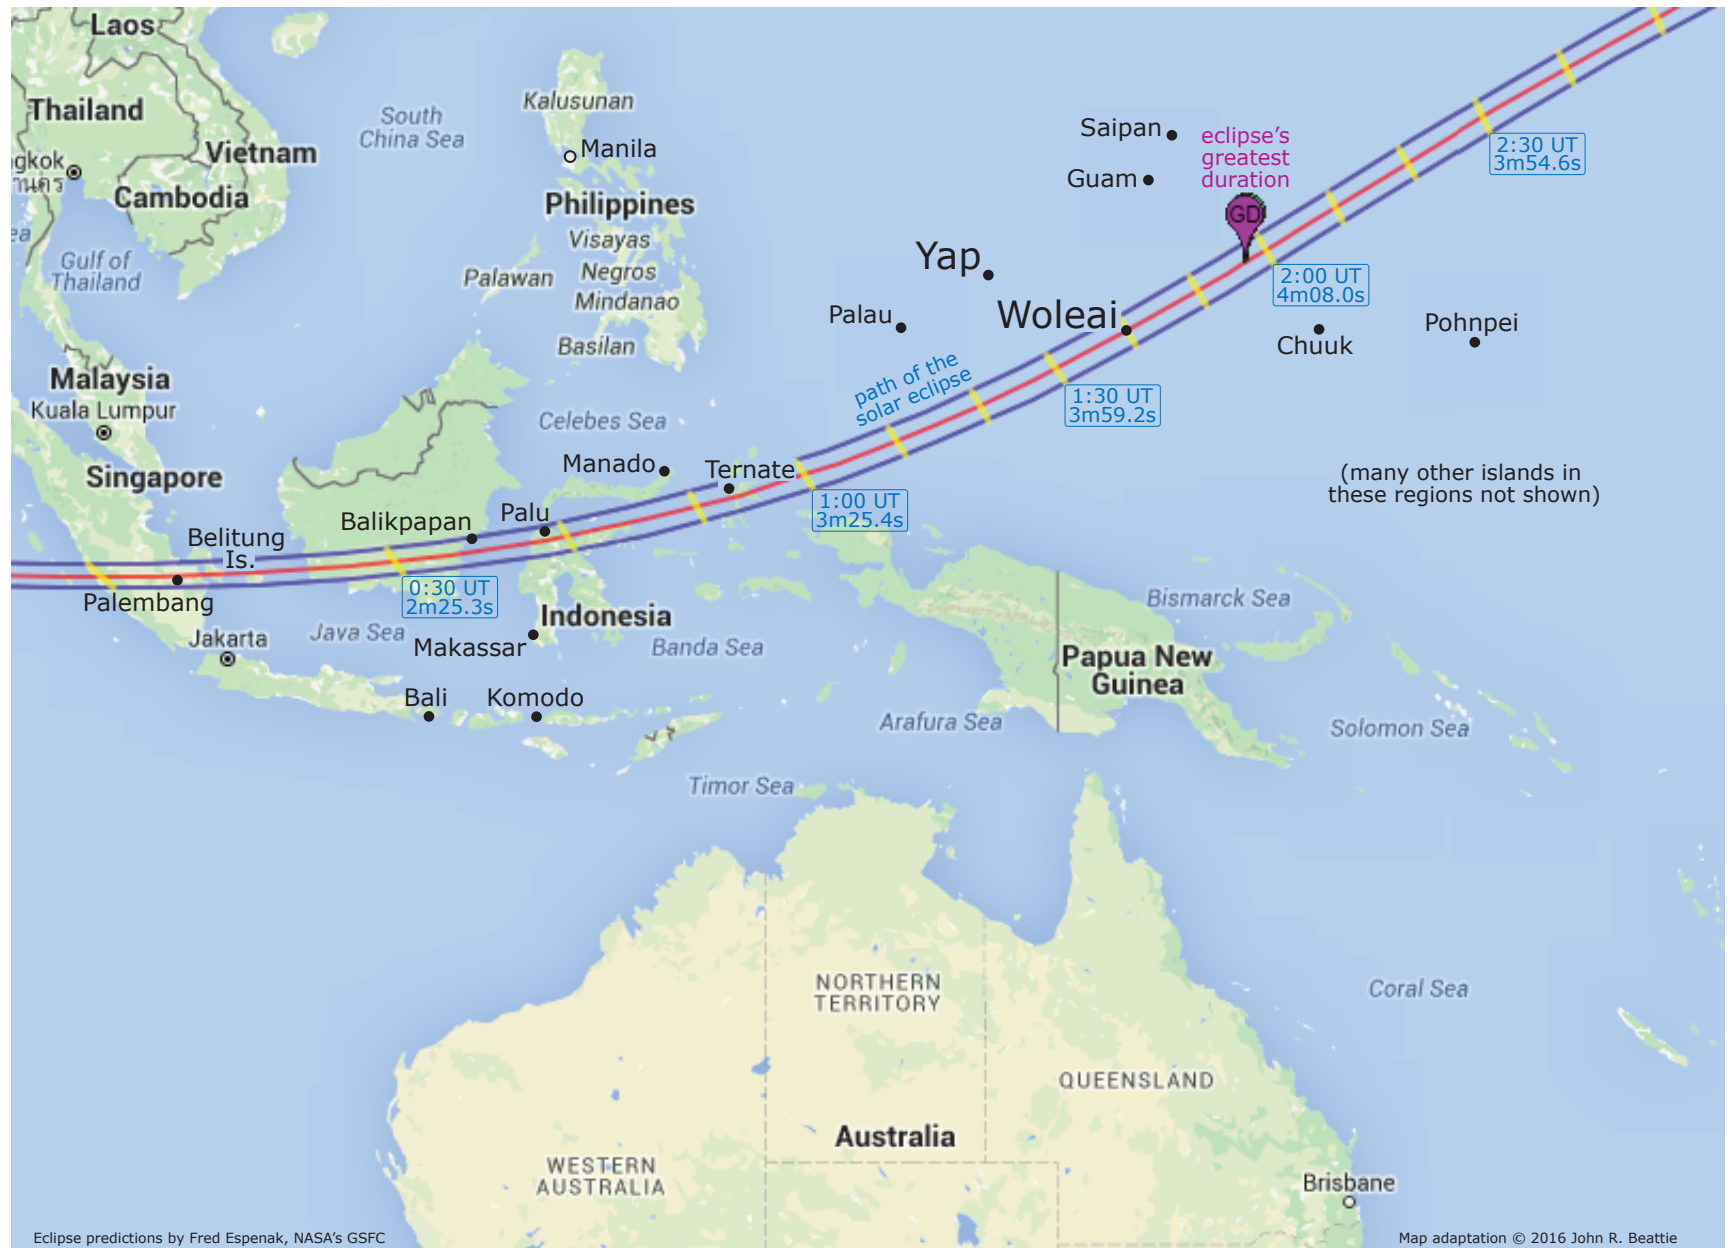 Laos
Thailand
Vietnam
Cambodia
South
China Sea
Kalusunan
Manila
Philippines
Visayas
Palawan
Negros
Mindanao
Basilan
Gulf of
Thailand
Saipan
Guam
eclipse’s
greatest
duration
GD
2:30 UT
3m54.6s
Yap
Palau
Woleai
2:00 UT
4m08.0s
Chuuk
Pohnpei
path of the
solar eclipse
1:30 UT
3m59.2s
Malaysia
Kuala Lumpur
Singapore
Celebes Sea
Manado
Ternate
1:00 UT
3m25.4s
(many other islands in
these regions not shown)
Belitung
Is.
Balikpapan
Palu
Palembang
0:30 UT
2m25.3s
Jakarta
Java Sea
Indonesia
Makassar
Banda Sea
Bali
Komodo
Bismarck Sea
Papua New
Guinea
Arafura Sea
Solomon Sea
Timor Sea
NORTHERN
TERRITORY
Coral Sea
QUEENSLAND
Australia
WESTERN
AUSTRALIA
Brisbane
Eclipse predictions by Fred Espenak, NASA’s GSFC
Map adaptation © 2016 John R. Beattie